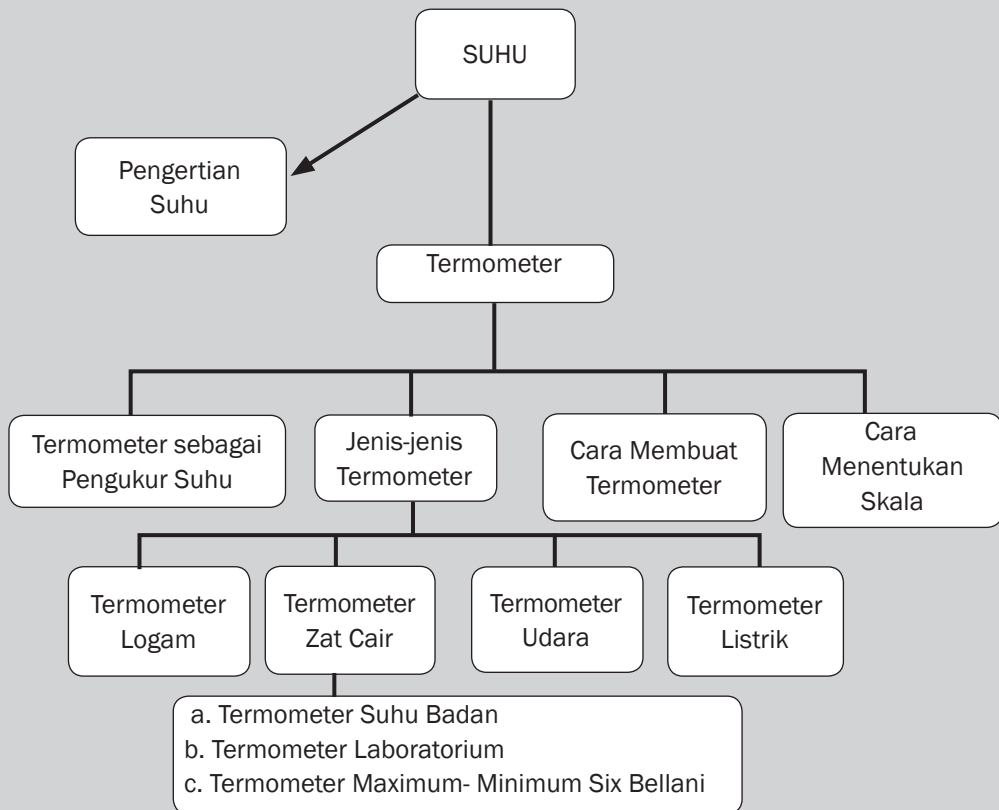 SUHU
Pengertian
Suhu
Termometer
Termometer sebagai
Pengukur Suhu
Jenis-jenis
Termometer
Cara Membuat
Termometer
Cara
Menentukan
Skala
Termometer
Logam
Termometer
Zat Cair
Termometer
Udara
Termometer
Listrik
a. Termometer Suhu Badan
b. Termometer Laboratorium
c. Termometer Maximum- Minimum Six Bellani